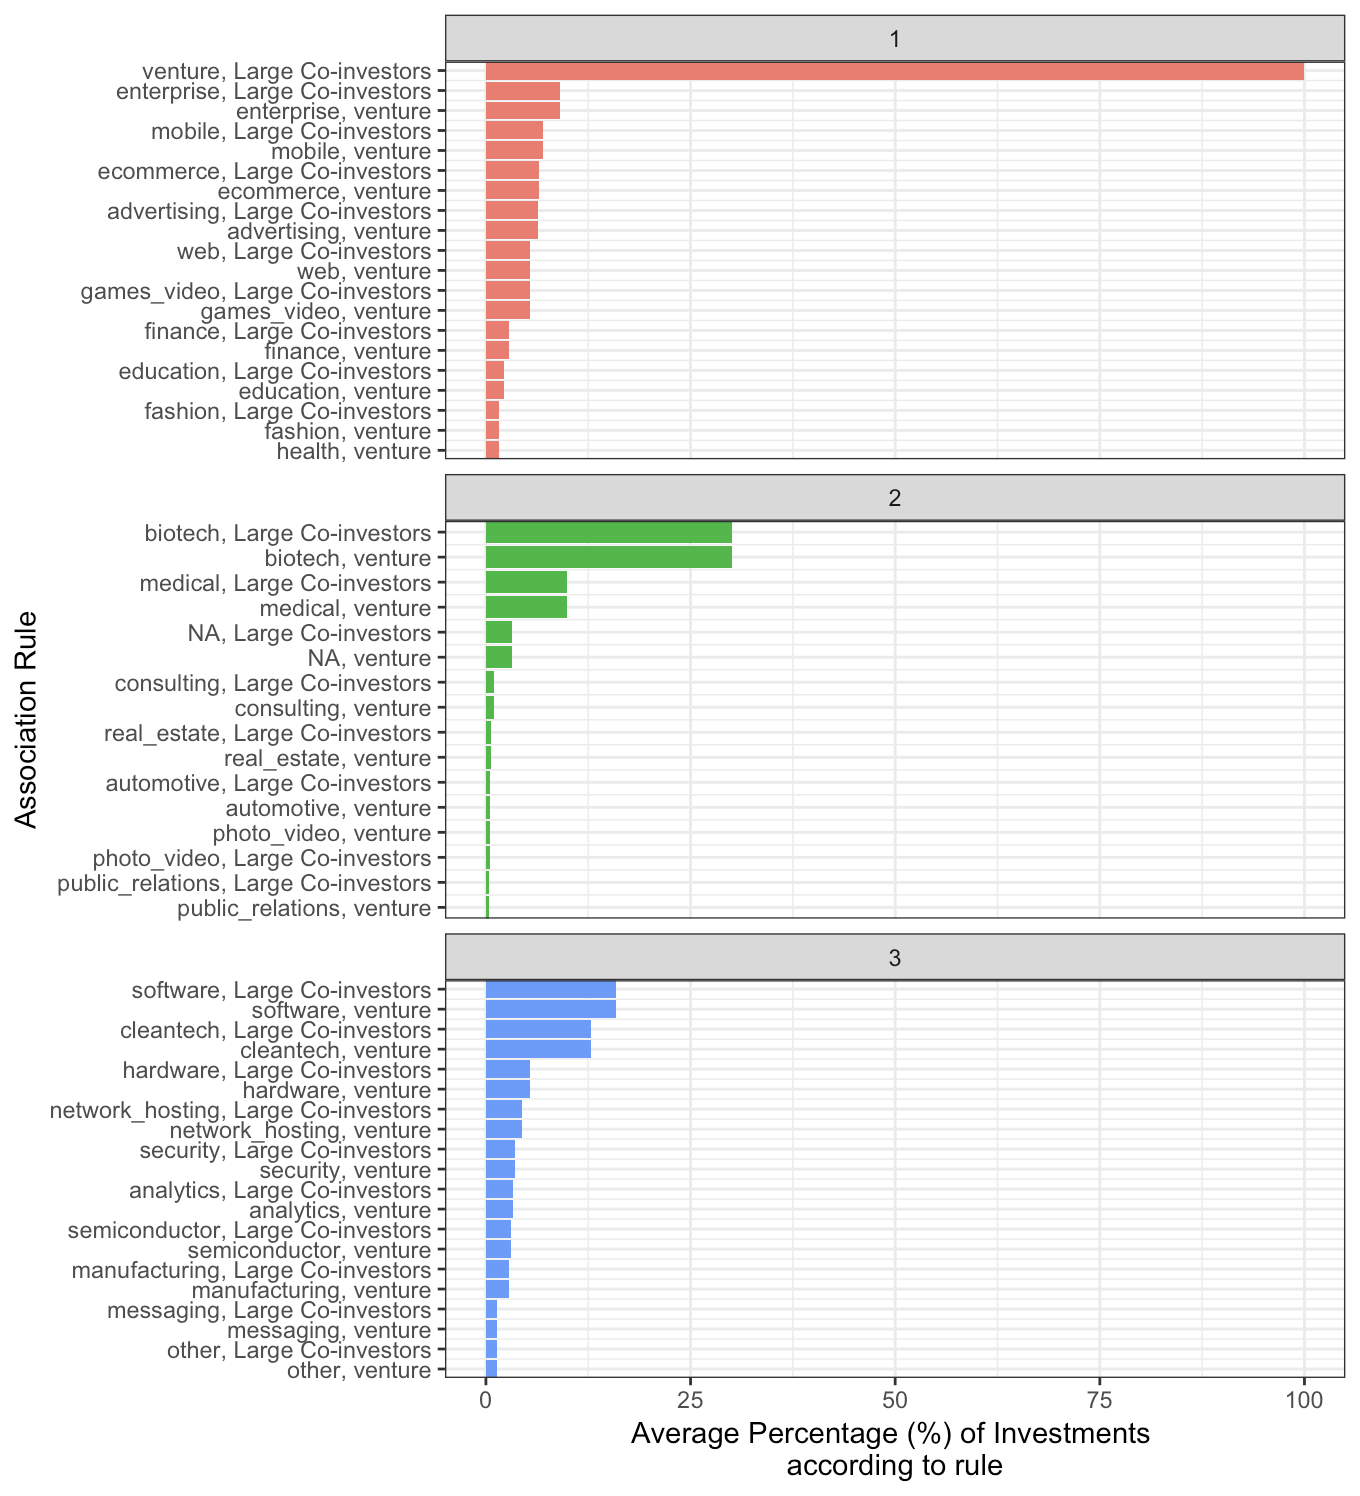 1
venture, Large Co-investors
enterprise, Large Co-investors
enterprise, venture
mobile, Large Co-investors
mobile, venture
ecommerce, Large Co-investors
ecommerce, venture
advertising, Large Co-investors
advertising, venture
web, Large Co-investors
web, venture
games_video, Large Co-investors
games_video, venture
finance, Large Co-investors
finance, venture
education, Large Co-investors
education, venture
fashion, Large Co-investors
fashion, venture
health, venture
2
biotech, Large Co-investors
biotech, venture
medical, Large Co-investors
medical, venture
NA, Large Co-investors
NA, venture
consulting, Large Co-investors
consulting, venture
real_estate, Large Co-investors
real_estate, venture
automotive, Large Co-investors
automotive, venture
photo_video, venture
photo_video, Large Co-investors
public_relations, Large Co-investors
public_relations, venture
Association Rule
3
software, Large Co-investors
software, venture
cleantech, Large Co-investors
cleantech, venture
hardware, Large Co-investors
hardware, venture
network_hosting, Large Co-investors
network_hosting, venture
security, Large Co-investors
security, venture
analytics, Large Co-investors
analytics, venture
semiconductor, Large Co-investors
semiconductor, venture
manufacturing, Large Co-investors
manufacturing, venture
messaging, Large Co-investors
messaging, venture
other, Large Co-investors
other, venture
0 25 50 75 100
Average Percentage (%) of Investments
according to rule